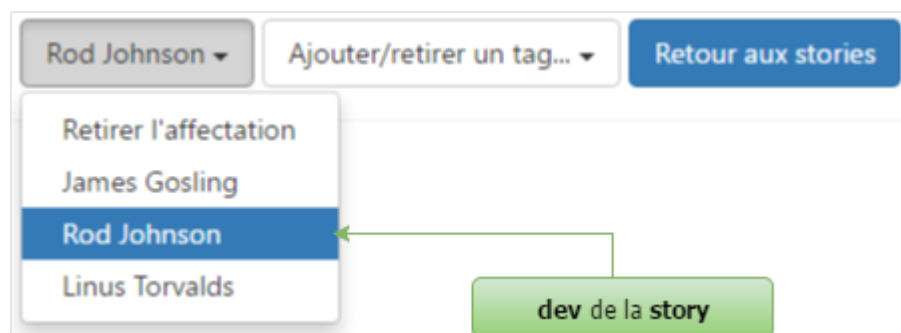 Rod Johnson
Ajouter/retirer un tag...
Retour aux stories
Retirer l'affectation
James Gosling
Rod Johnson
Linus Torvalds
dev de la story